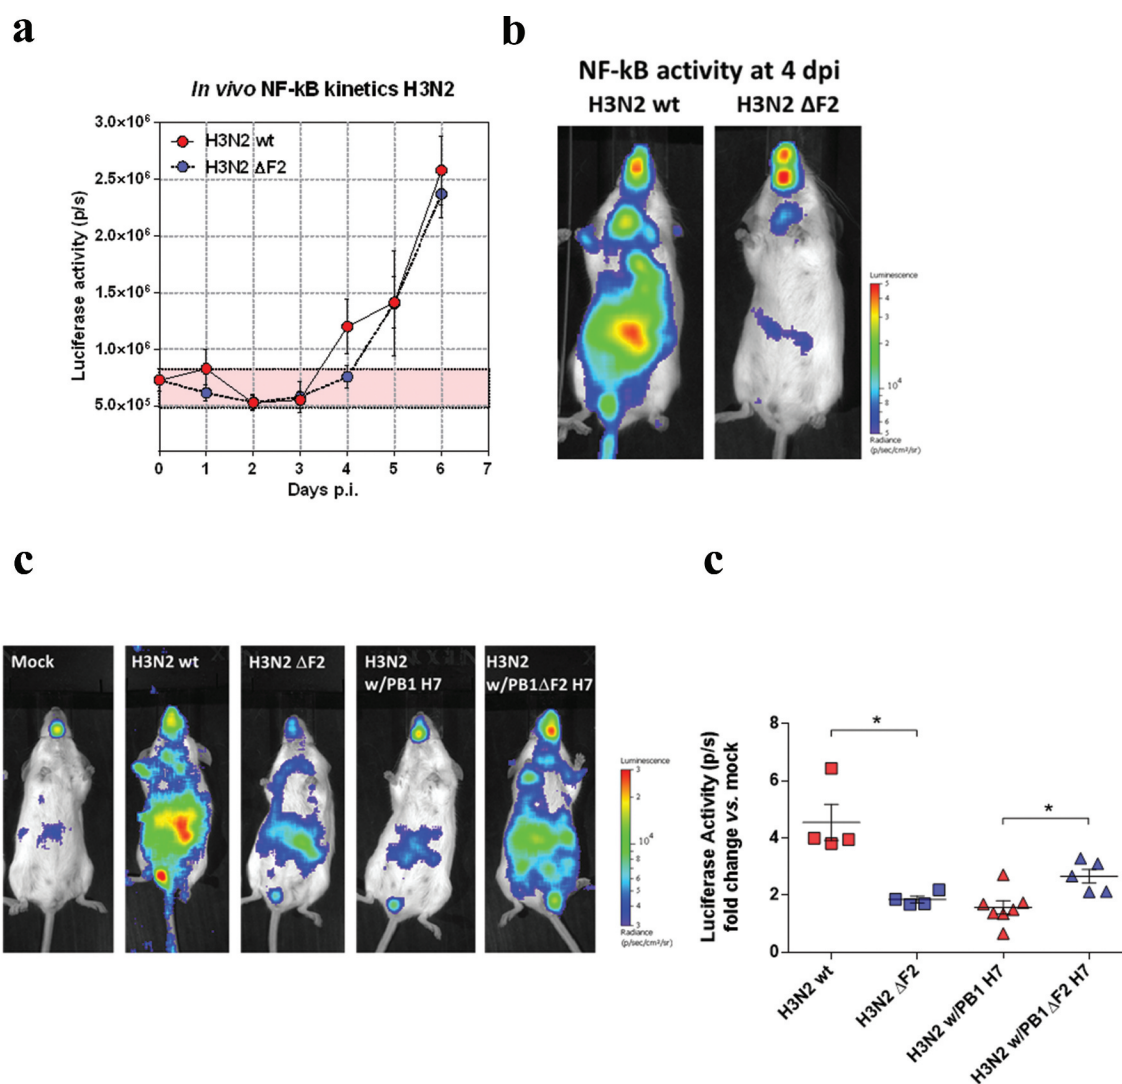 a
In vivo NF-kB kinetics H3N2
H3N2 wt
H3N2 ΔF2
Luciferase activity (p/s)
3.0×10⁶
2.5×10⁶
2.0×10⁶
1.5×10⁶
1.0×10⁶
5.0×10⁵
0 1 2 3 4 5 6 7
Days p.i.
b
NF-kB activity at 4 dpi
H3N2 wt H3N2 ΔF2
Luminescence
5
4
3
2
10⁴
8
6
5
Radiance
(p/sec/cm²/sr)
c
Mock
H3N2 wt
H3N2 ΔF2
H3N2
w/PB1 H7
H3N2
w/PB1ΔF2 H7
Luminescence
3
2
10⁴
8
6
5
4
3
Radiance
(p/sec/cm²/sr)
c
Luciferase Activity (p/s)
fold change vs. mock
8
6
4
2
0
*
*
H3N2 wt
H3N2 ΔF2
H3N2 w/PB1 H7
H3N2 w/PB1ΔF2 H7